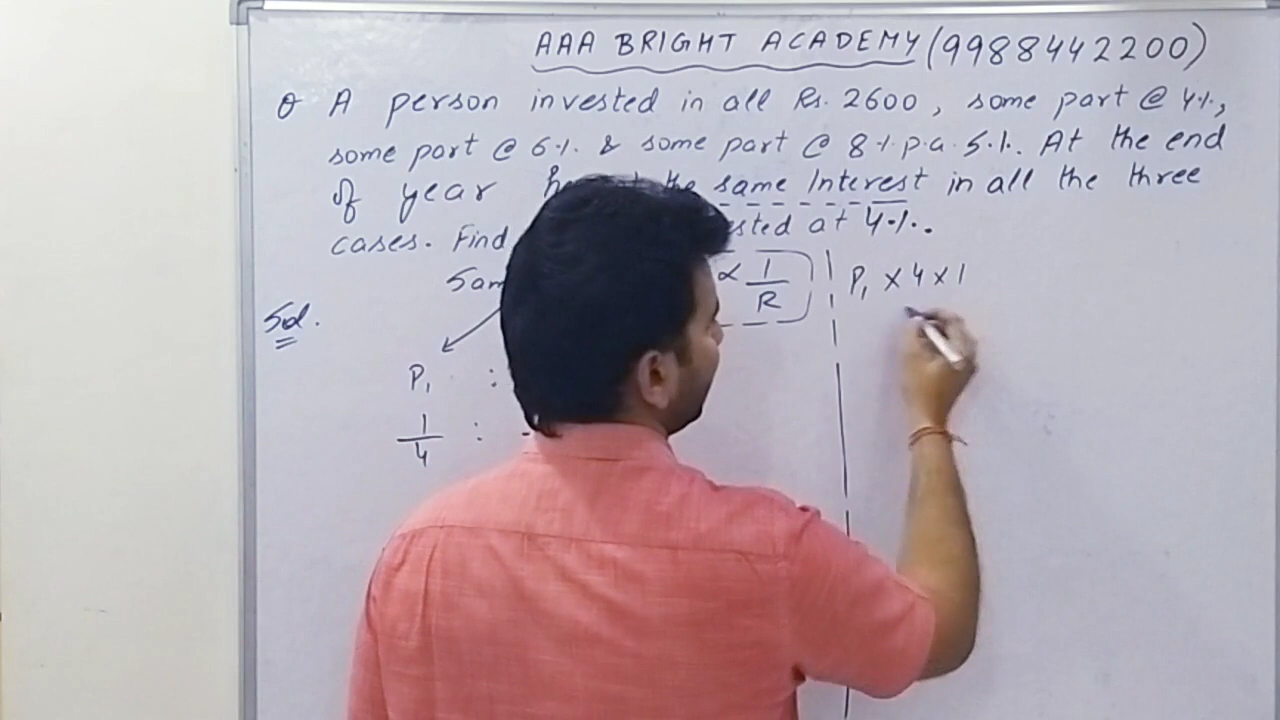 AAA BRIGHT ACADEMY (9988442200)
Q A person invested in all Rs. 2600, some part @ 4%,
some part @ 6% & some part @ 8% p.a. S.I. At the end
of year the same Interest in all the three
cases. Find at 4%.
∝ 1/R
P₁ × 4 × 1
Sol.
P₁ :
1/4 :